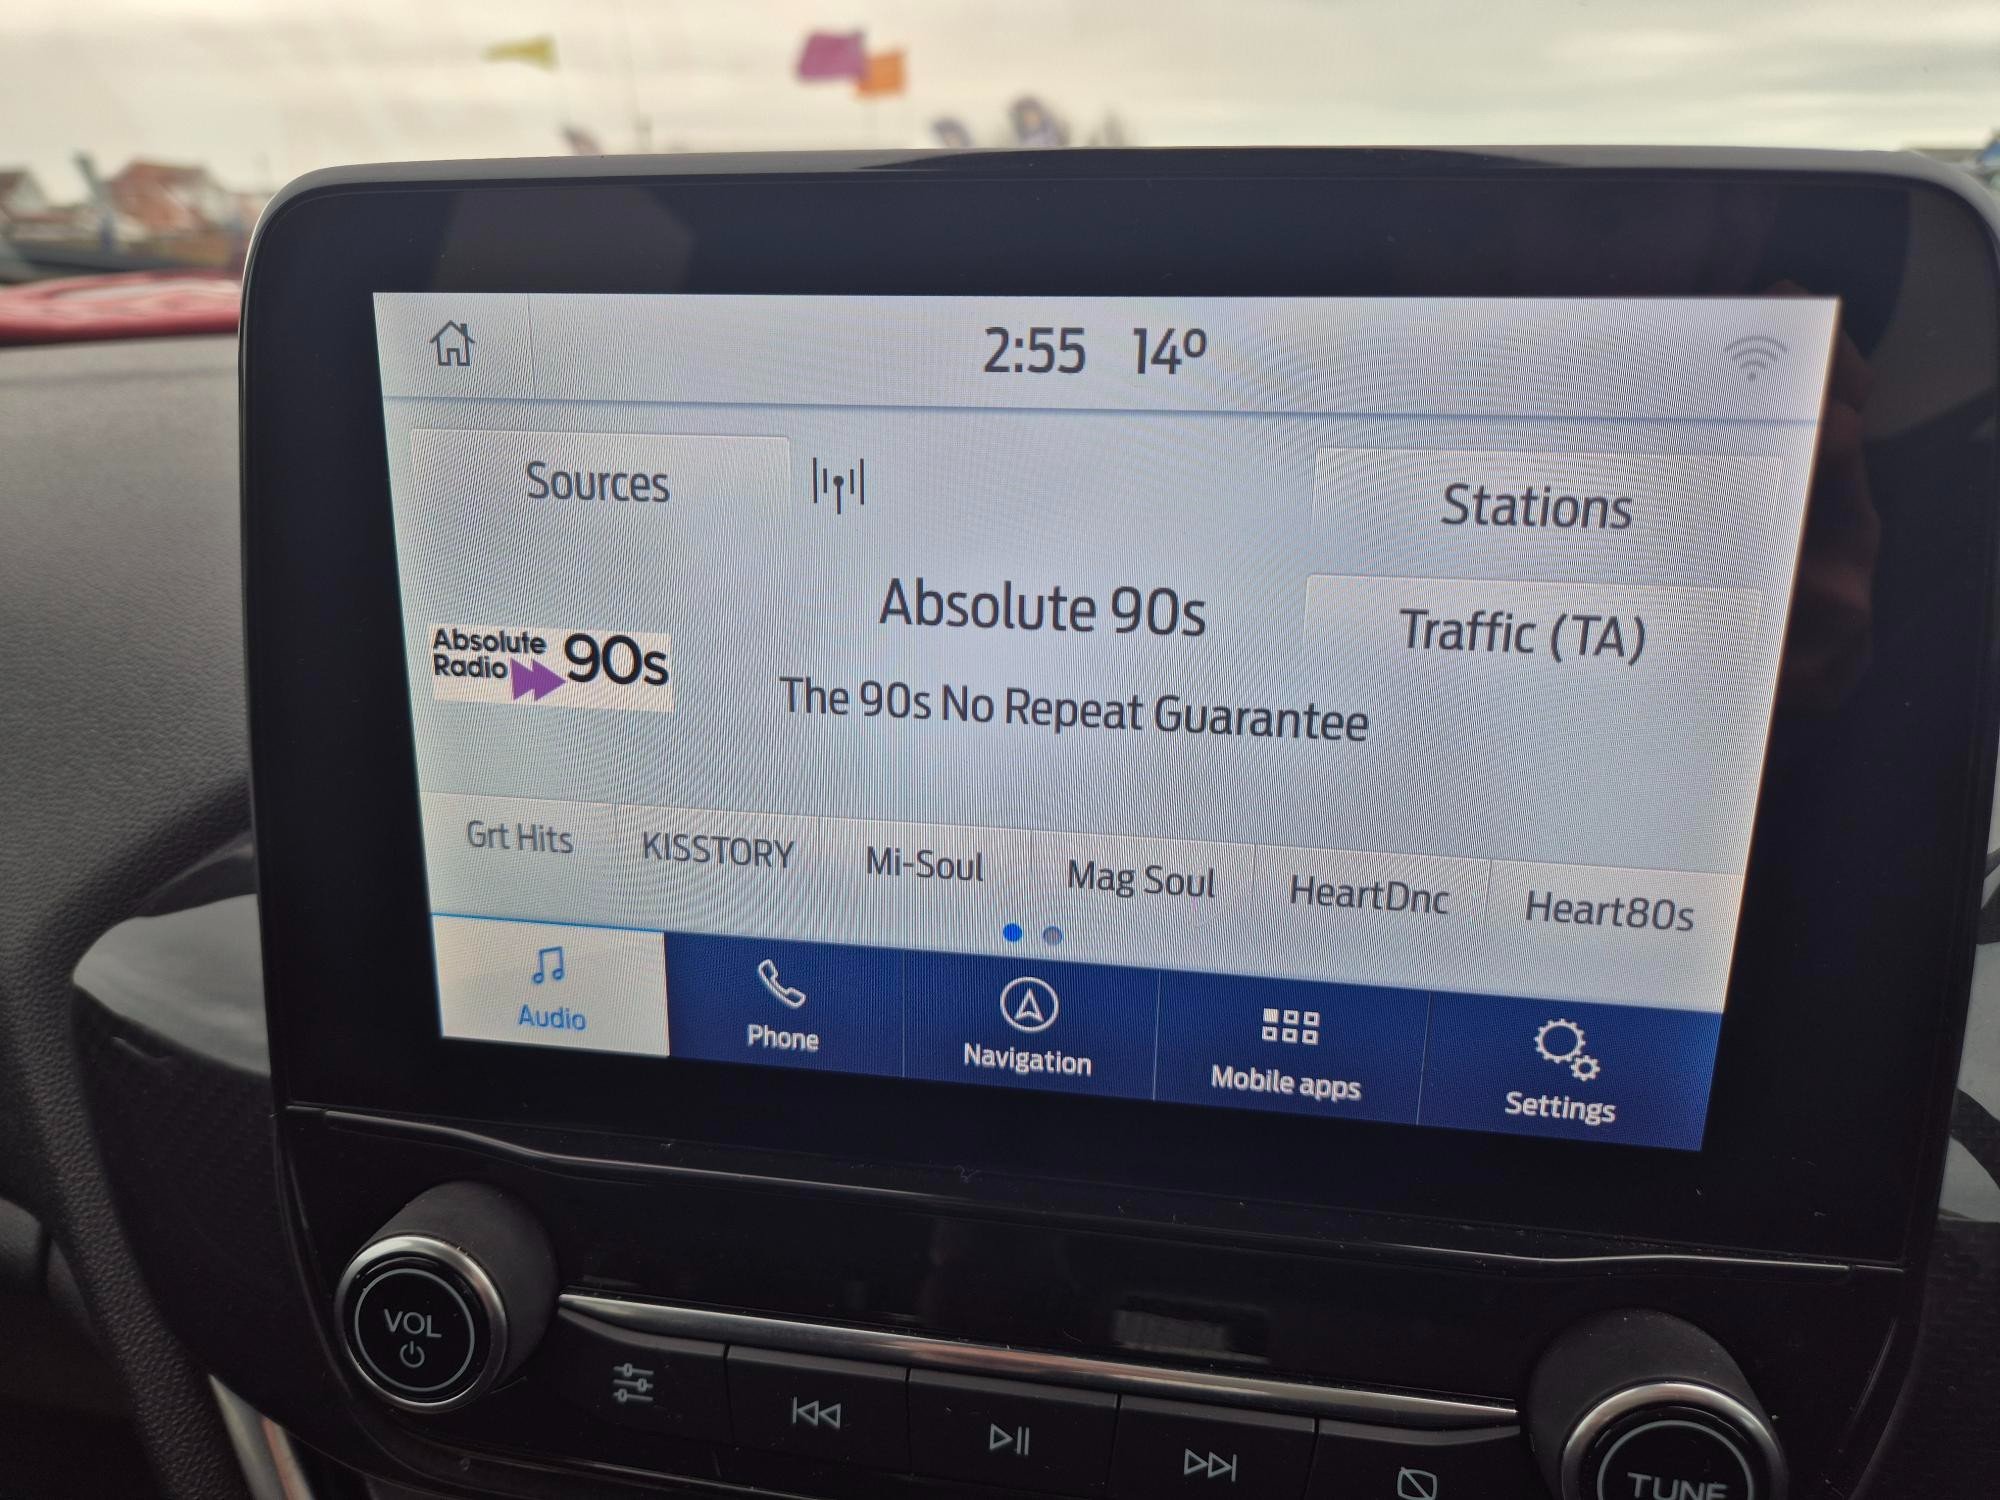 2:55 14º
Sources
Stations
Absolute 90s
Traffic (TA)
Absolute
Radio 90s
The 90s No Repeat Guarantee
Grt Hits KISSTORY Mi-Soul Mag Soul HeartDnc Heart80s
Audio Phone Navigation Mobile apps Settings
VOL
TUNE